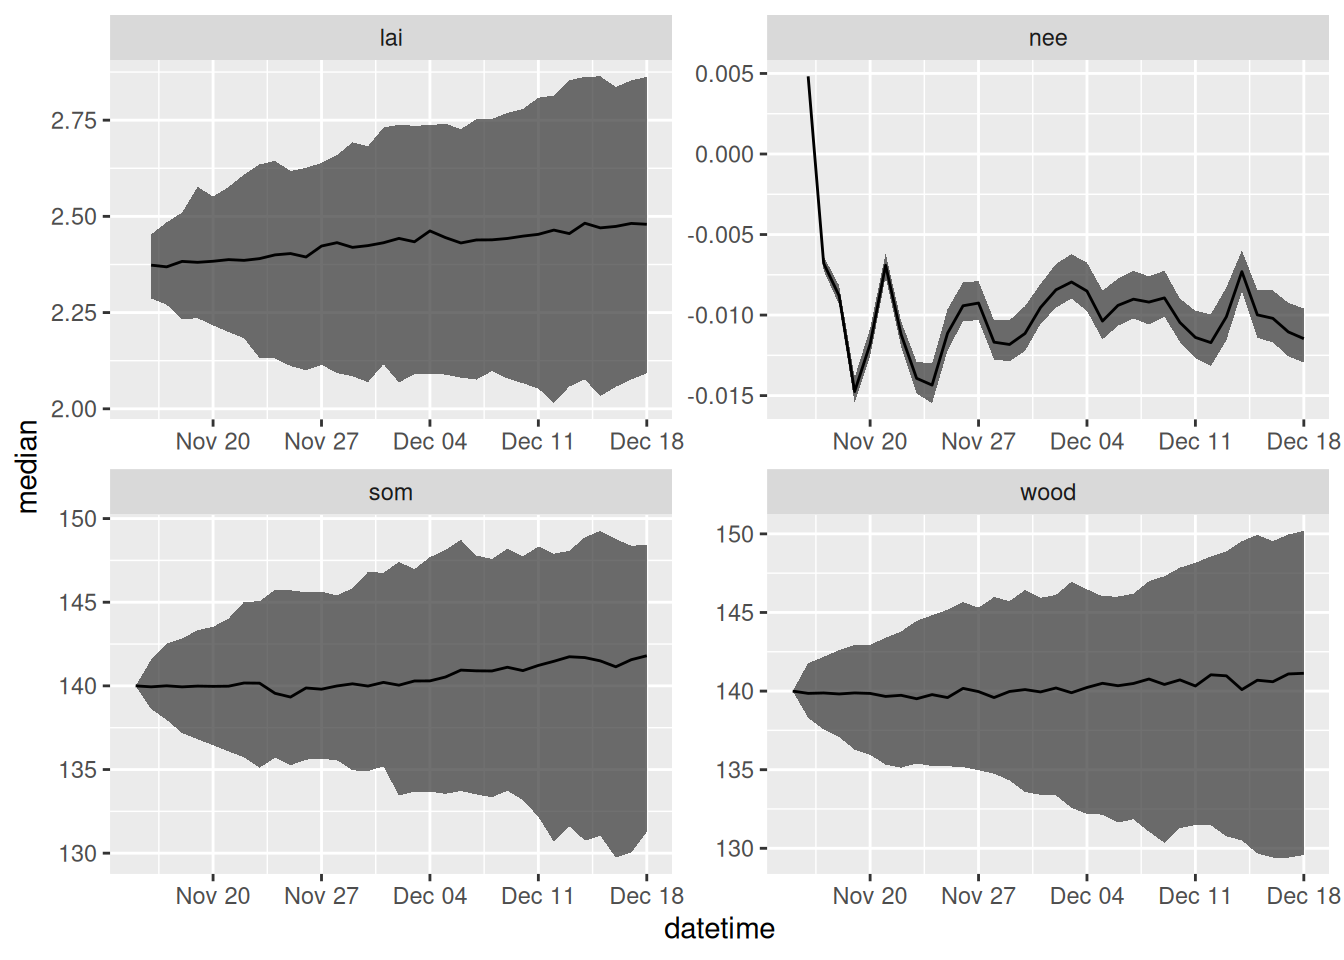 lai
nee
2.75
2.50
2.25
2.00
0.005
0.000
-0.005
-0.010
-0.015
Nov 20 Nov 27 Dec 04 Dec 11 Dec 18
Nov 20 Nov 27 Dec 04 Dec 11 Dec 18
median
som
wood
150
145
140
135
130
150
145
140
135
130
Nov 20 Nov 27 Dec 04 Dec 11 Dec 18
Nov 20 Nov 27 Dec 04 Dec 11 Dec 18
datetime